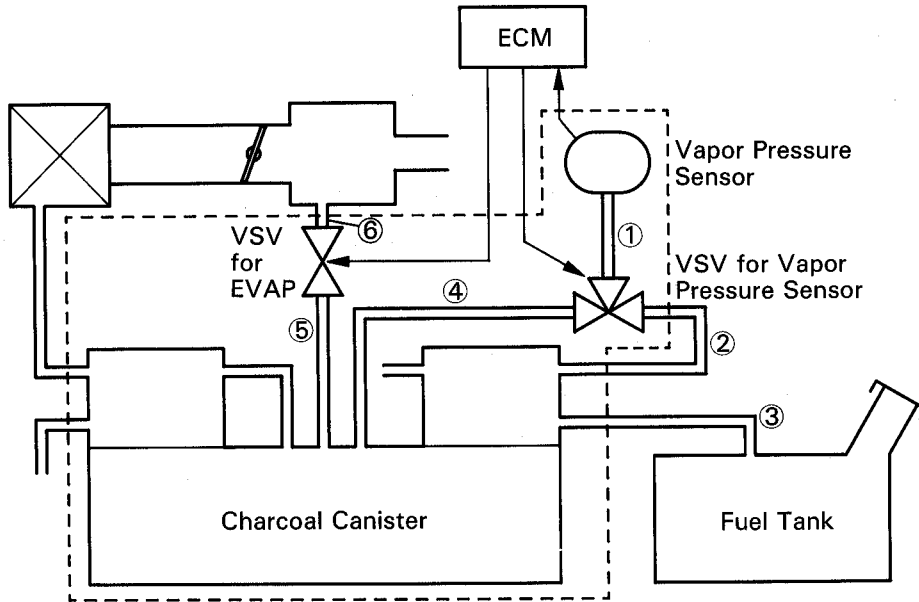 ECM
Vapor Pressure
Sensor
①
⑥
VSV
for
EVAP
VSV for Vapor
Pressure Sensor
④
⑤
②
③
Charcoal Canister
Fuel Tank